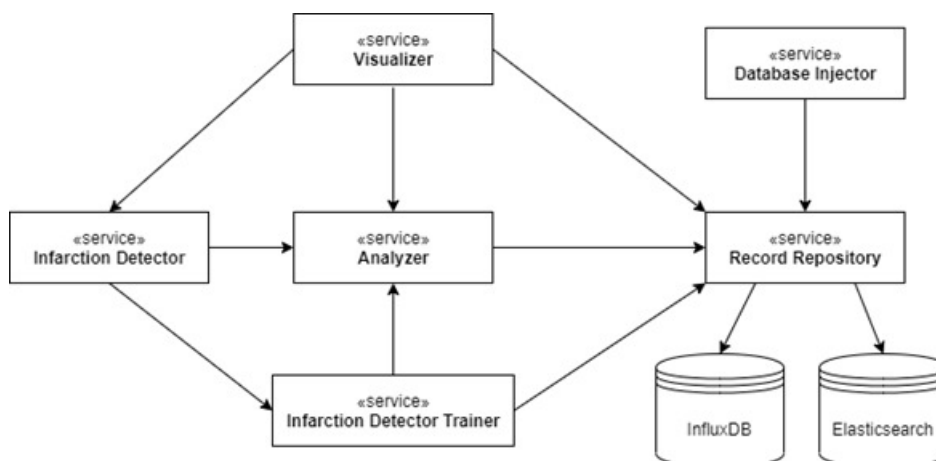 «service»
Visualizer
«service»
Database Injector
«service»
Infarction Detector
«service»
Analyzer
«service»
Record Repository
«service»
Infarction Detector Trainer
InfluxDB
Elasticsearch